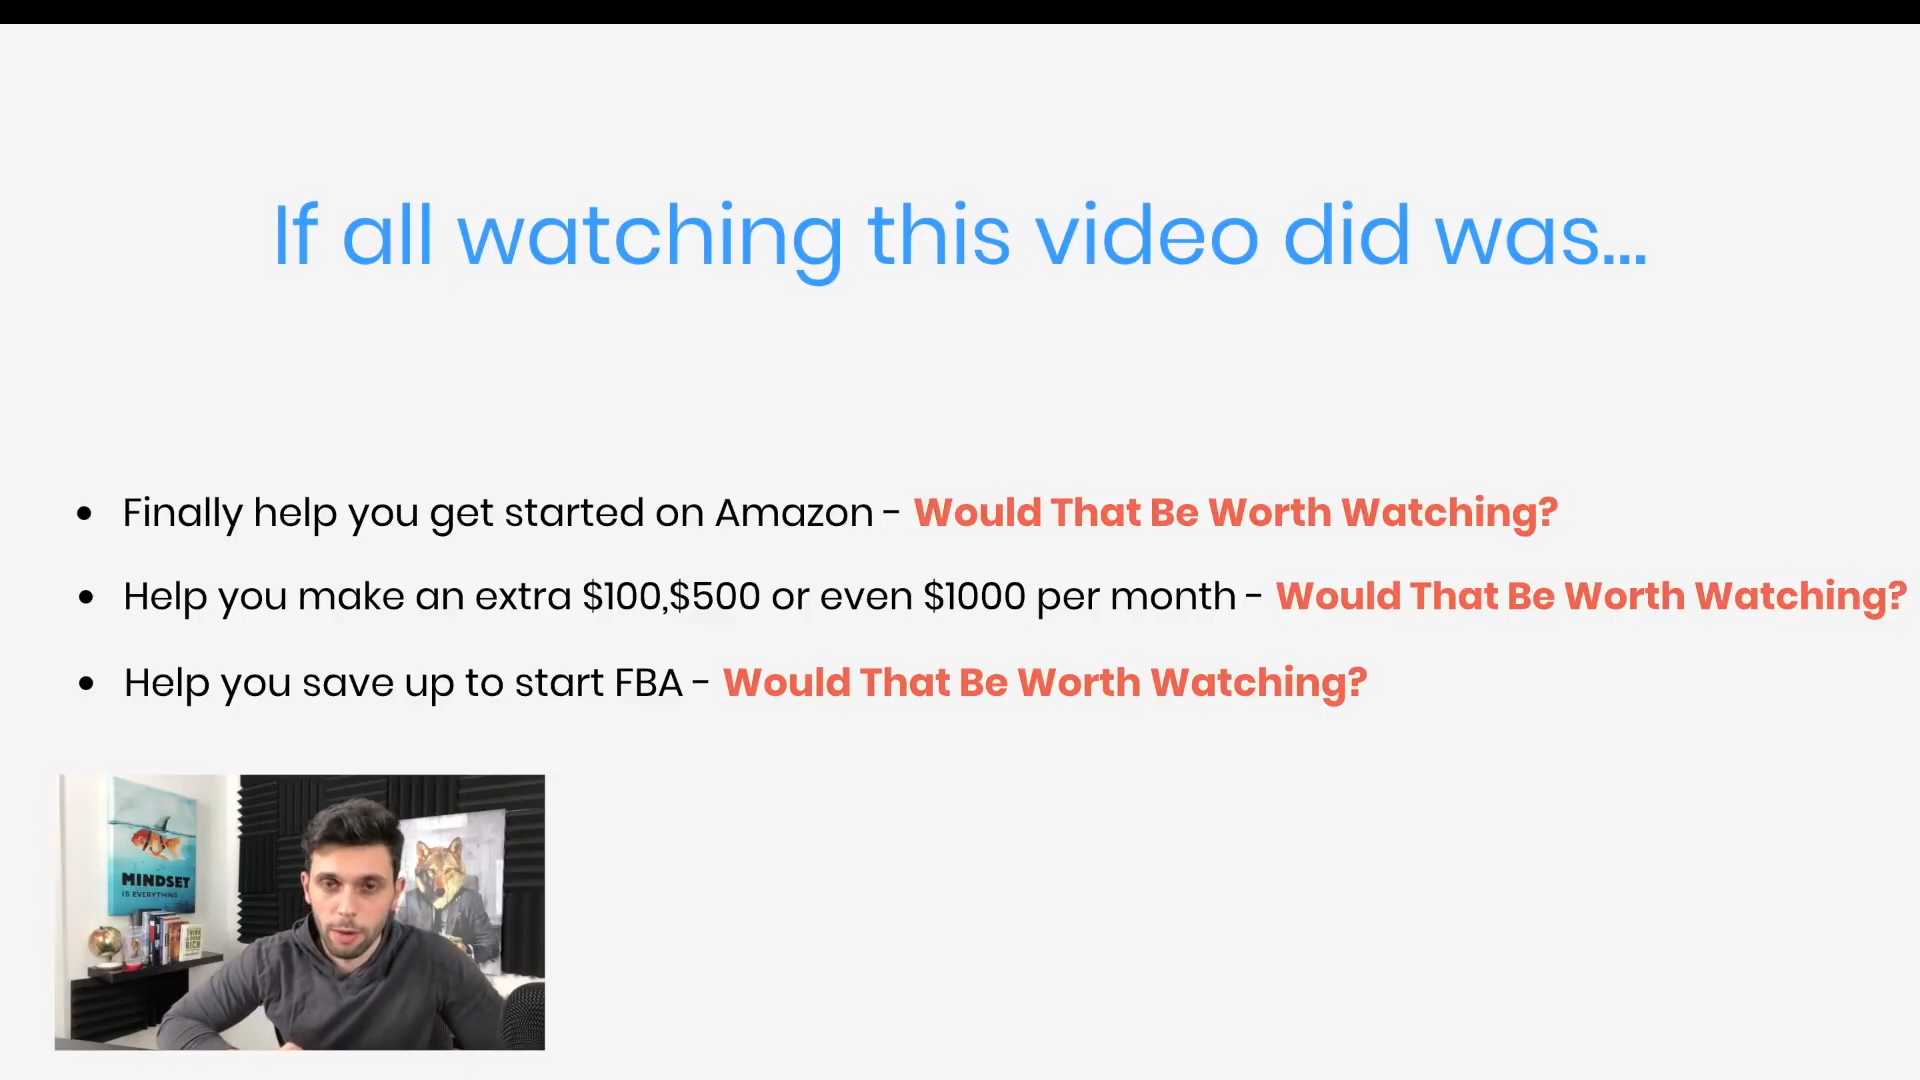 If all watching this video did was...
Finally help you get started on Amazon - Would That Be Worth Watching?
Help you make an extra $100,$500 or even $1000 per month - Would That Be Worth Watching?
Help you save up to start FBA - Would That Be Worth Watching?
MINDSET
IS EVERYTHING
THINK
RICH